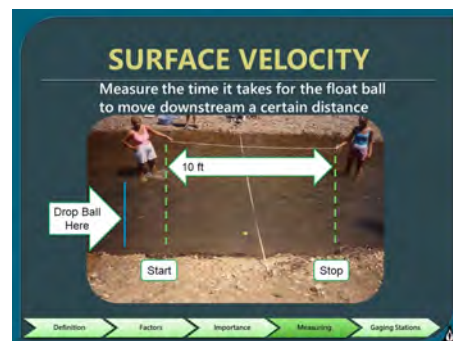 SURFACE VELOCITY
Measure the time it takes for the float ball
to move downstream a certain distance
10 ft
Drop Ball
Here
Start
Stop
Definition
Factors
Importance
Measuring
Gaging Stations